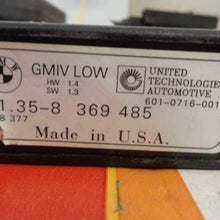 GMIV LOW
HW 1.4
SW 1.3
UNITED
TECHNOLOGIES
AUTOMOTIVE
601-0716-001
1.35-8 369 485
8 377
Made in U.S.A.